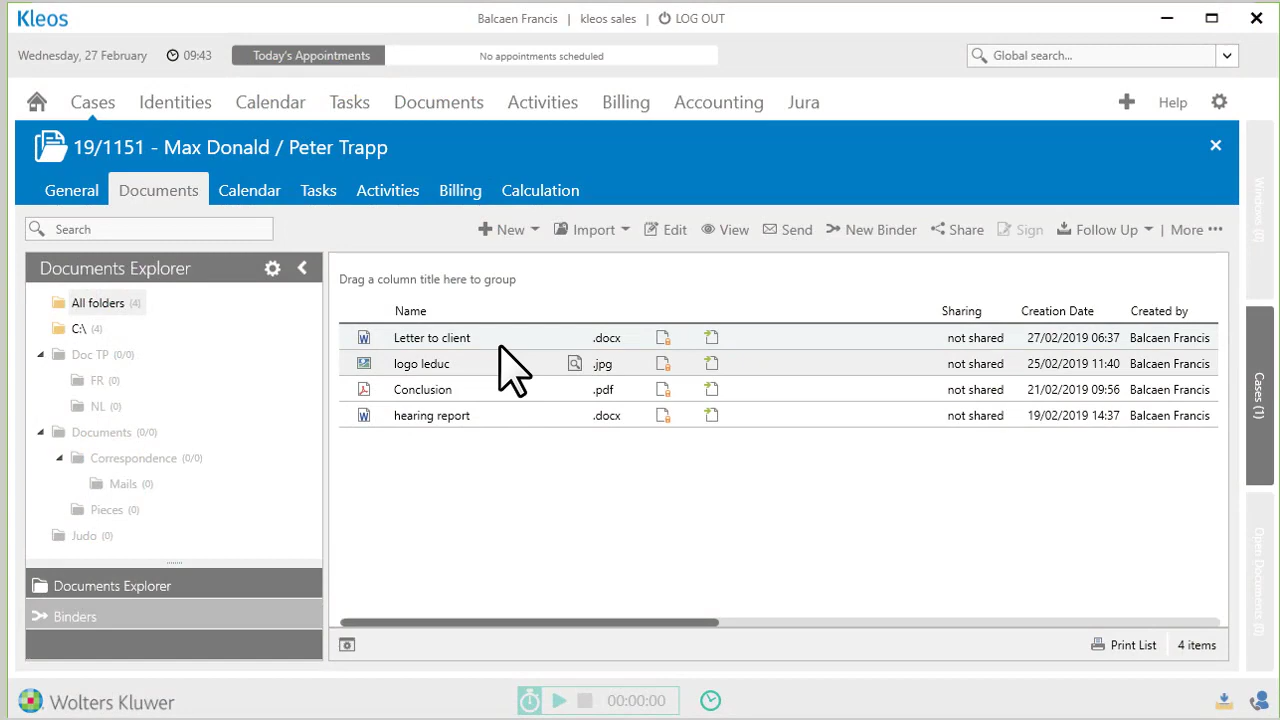 Kleos
Balcaen Francis | kleos sales | LOG OUT
Wednesday, 27 February 09:43 Today's Appointments No appointments scheduled Global search...
Cases Identities Calendar Tasks Documents Activities Billing Accounting Jura Help
19/1151 - Max Donald / Peter Trapp
General Documents Calendar Tasks Activities Billing Calculation
Search New Import Edit View Send New Binder Share Sign Follow Up | More
Documents Explorer
All folders (4)
C:\ (4)
Doc TP (0/0)
FR (0)
NL (0)
Documents (0/0)
Correspondence (0/0)
Mails (0)
Pieces (0)
Judo (0)
Documents Explorer
Binders
Drag a column title here to group
Name Sharing Creation Date Created by
Letter to client .docx not shared 27/02/2019 06:37 Balcaen Francis
logo leduc .jpg not shared 25/02/2019 11:40 Balcaen Francis
Conclusion .pdf not shared 21/02/2019 09:56 Balcaen Francis
hearing report .docx not shared 19/02/2019 14:37 Balcaen Francis
Print List 4 items
Windows (0)
Cases (1)
Open Documents (0)
Wolters Kluwer 00:00:00